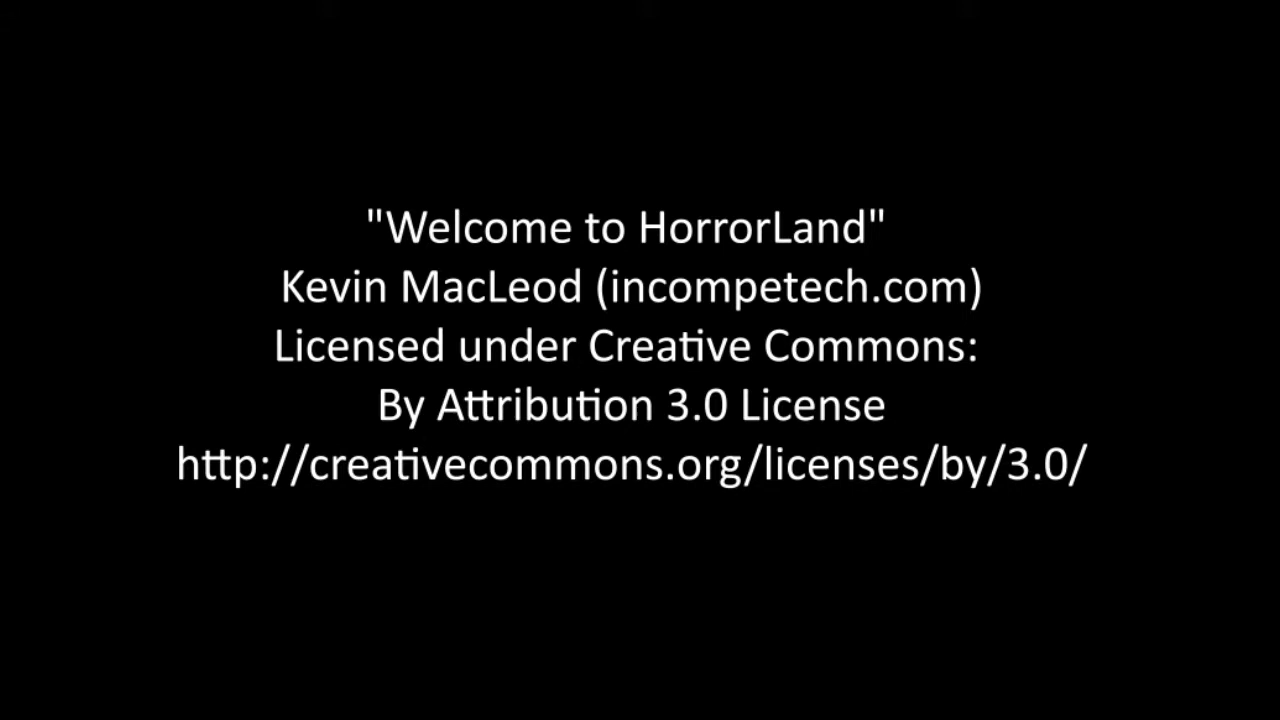 "Welcome to HorrorLand"
Kevin MacLeod (incompetech.com)
Licensed under Creative Commons:
By Attribution 3.0 License
http://creativecommons.org/licenses/by/3.0/